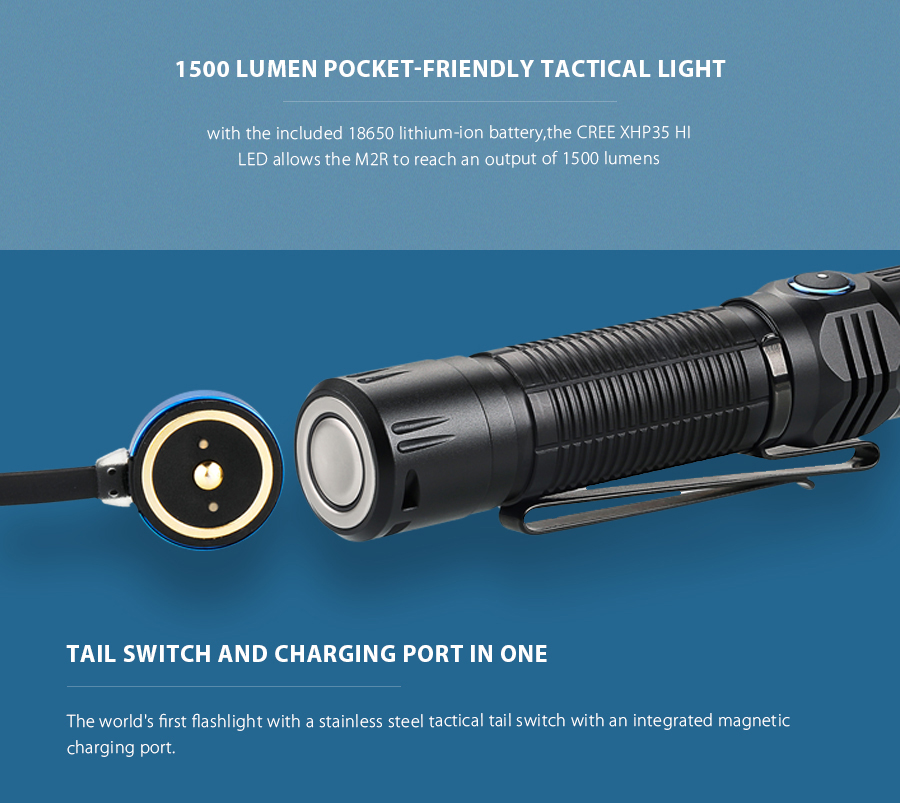 1500 LUMEN POCKET-FRIENDLY TACTICAL LIGHT
with the included 18650 lithium-ion battery,the CREE XHP35 HI
LED allows the M2R to reach an output of 1500 lumens
TAIL SWITCH AND CHARGING PORT IN ONE
The world's first flashlight with a stainless steel tactical tail switch with an integrated magnetic
charging port.